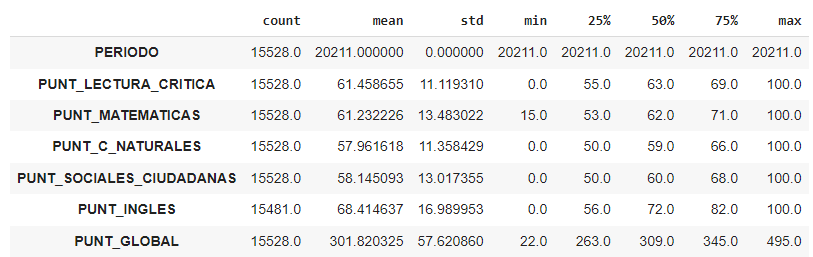 count mean std min 25% 50% 75% max
PERIODO 15528.0 20211.000000 0.000000 20211.0 20211.0 20211.0 20211.0 20211.0
PUNT_LECTURA_CRITICA 15528.0 61.458655 11.119310 0.0 55.0 63.0 69.0 100.0
PUNT_MATEMATICAS 15528.0 61.232226 13.483022 15.0 53.0 62.0 71.0 100.0
PUNT_C_NATURALES 15528.0 57.961618 11.358429 0.0 50.0 59.0 66.0 100.0
PUNT_SOCIALES_CIUDADANAS 15528.0 58.145093 13.017355 0.0 50.0 60.0 68.0 100.0
PUNT_INGLES 15481.0 68.414637 16.989953 0.0 56.0 72.0 82.0 100.0
PUNT_GLOBAL 15528.0 301.820325 57.620860 22.0 263.0 309.0 345.0 495.0